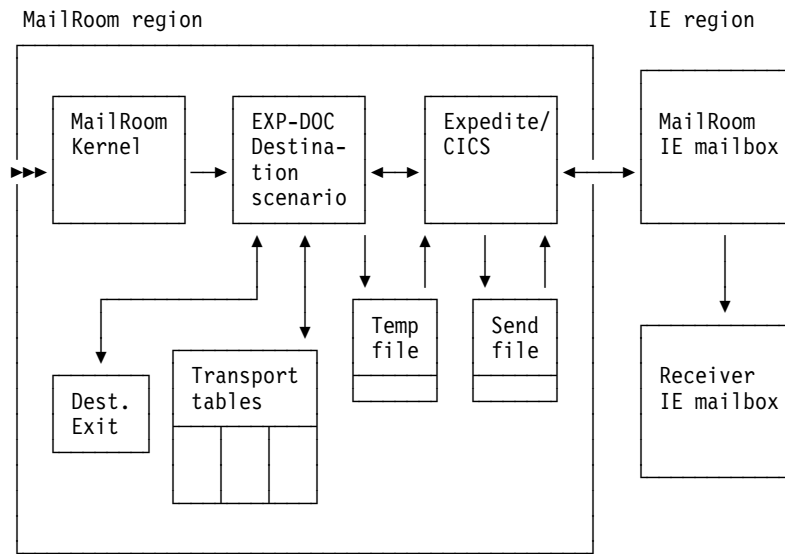 MailRoom region
IE region
MailRoom
Kernel
EXP-DOC
Destina-
tion
scenario
Expedite/
CICS
MailRoom
IE mailbox
Temp
file
Send
file
Transport
tables
Dest.
Exit
Receiver
IE mailbox